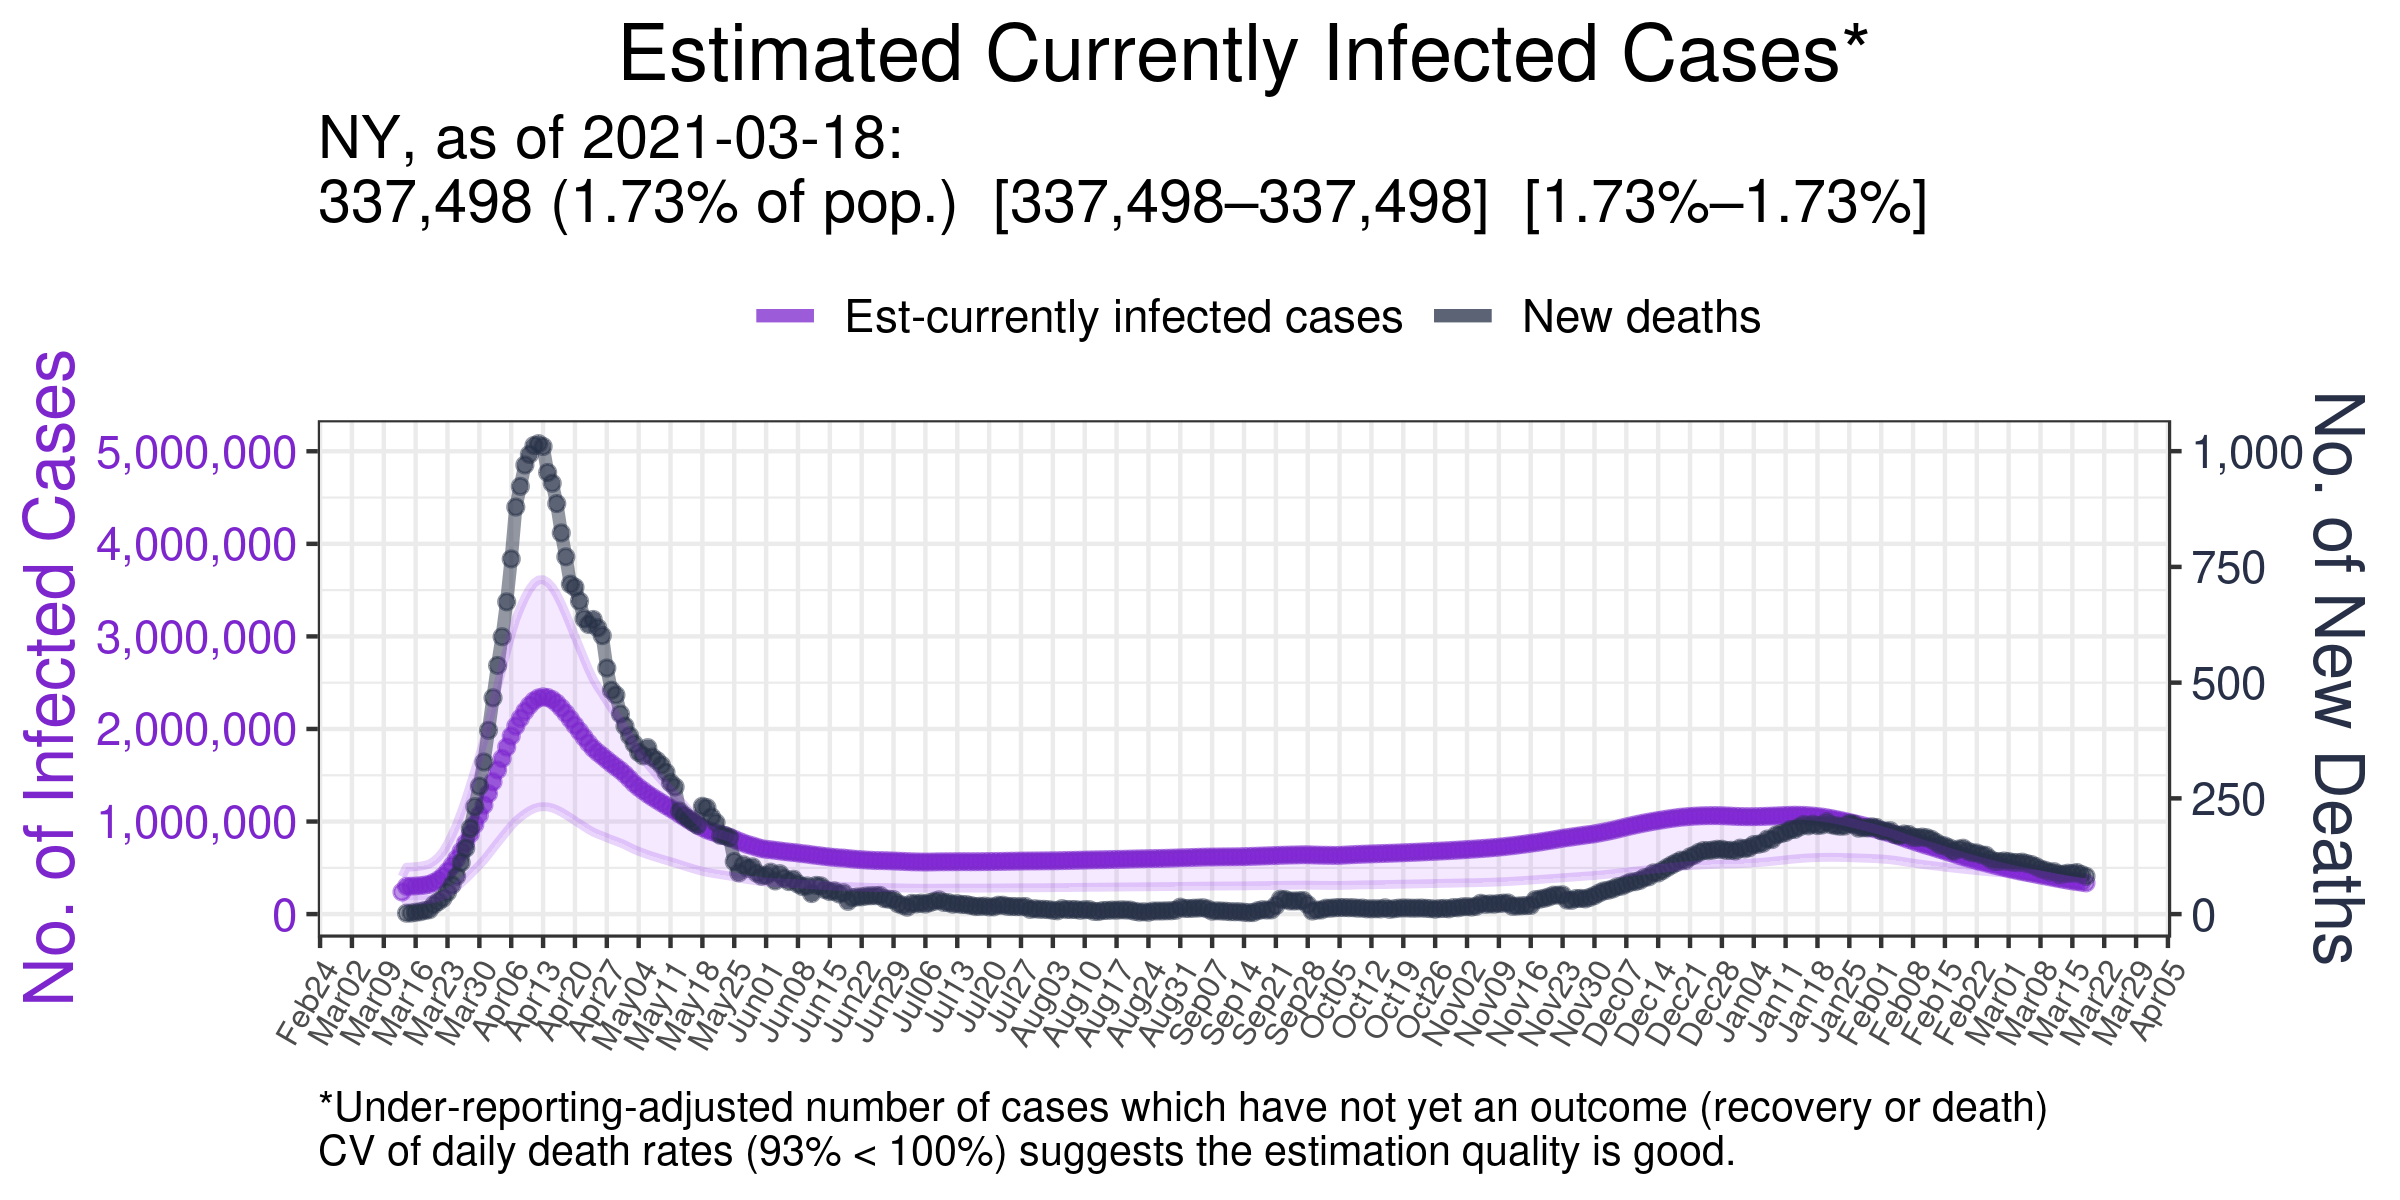 Estimated Currently Infected Cases*
NY, as of 2021-03-18:
337,498 (1.73% of pop.) [337,498–337,498] [1.73%–1.73%]
Est-currently infected cases
New deaths
No. of Infected Cases
5,000,000
4,000,000
3,000,000
2,000,000
1,000,000
0
1,000
750
500
250
0
No. of New Deaths
Feb24
Mar02
Mar09
Mar16
Mar23
Mar30
Apr06
Apr13
Apr20
Apr27
May04
May11
May18
May25
Jun01
Jun08
Jun15
Jun22
Jun29
Jul06
Jul13
Jul20
Jul27
Aug03
Aug10
Aug17
Aug24
Aug31
Sep07
Sep14
Sep21
Sep28
Oct05
Oct12
Oct19
Oct26
Nov02
Nov09
Nov16
Nov23
Nov30
Dec07
Dec14
Dec21
Dec28
Jan04
Jan11
Jan18
Jan25
Feb01
Feb08
Feb15
Feb22
Mar01
Mar08
Mar15
Mar22
Mar29
Apr05
*Under-reporting-adjusted number of cases which have not yet an outcome (recovery or death)
CV of daily death rates (93% < 100%) suggests the estimation quality is good.